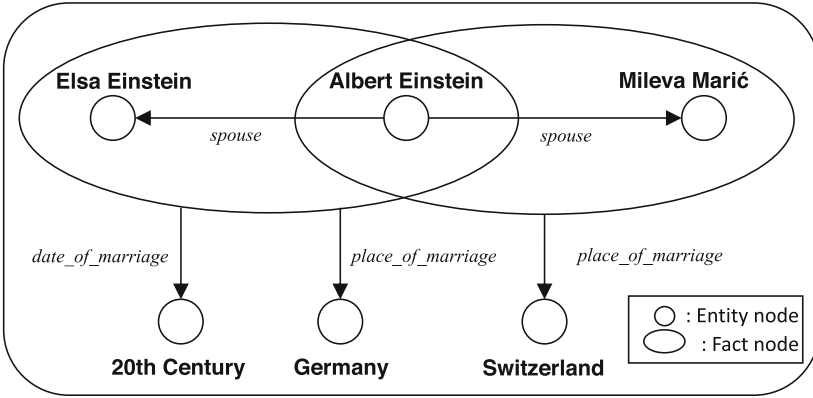 Elsa Einstein
Albert Einstein
Mileva Marić
spouse
spouse
date_of_marriage
place_of_marriage
place_of_marriage
20th Century
Germany
Switzerland
: Entity node
: Fact node